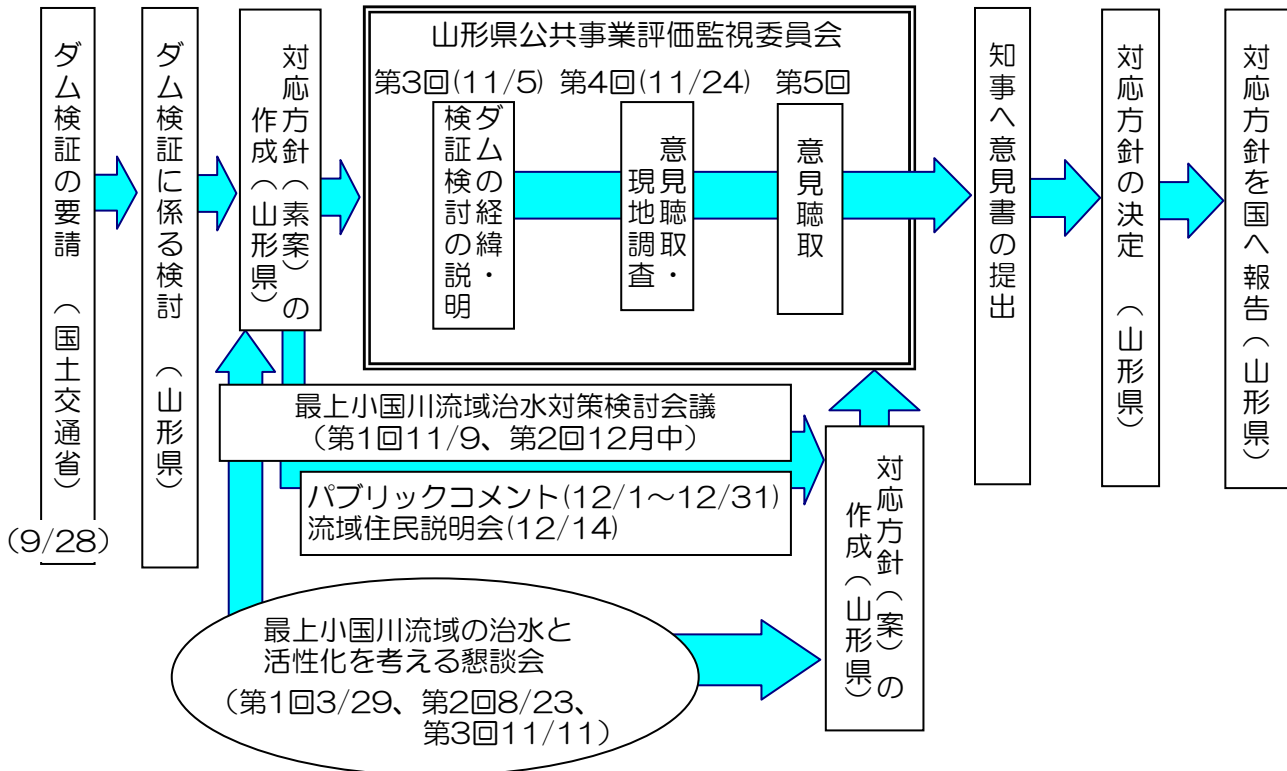 ダム検証の要請 （国土交通省）
（9/28）
ダム検証に係る検討 （山形県）
対応方針（素案）の
作成（山形県）
山形県公共事業評価監視委員会
第3回(11/5) 第4回(11/24) 第5回
ダムの経緯・
検証検討の説明
意見聴取・
現地調査
意見聴取
知事へ意見書の提出
対応方針の決定 （山形県）
対応方針を国へ報告（山形県）
最上小国川流域治水対策検討会議
（第1回11/9、第2回12月中）
パブリックコメント(12/1～12/31)
流域住民説明会(12/14)
対応方針（案）の
作成（山形県）
最上小国川流域の治水と
活性化を考える懇談会
（第1回3/29、第2回8/23、
第3回11/11）